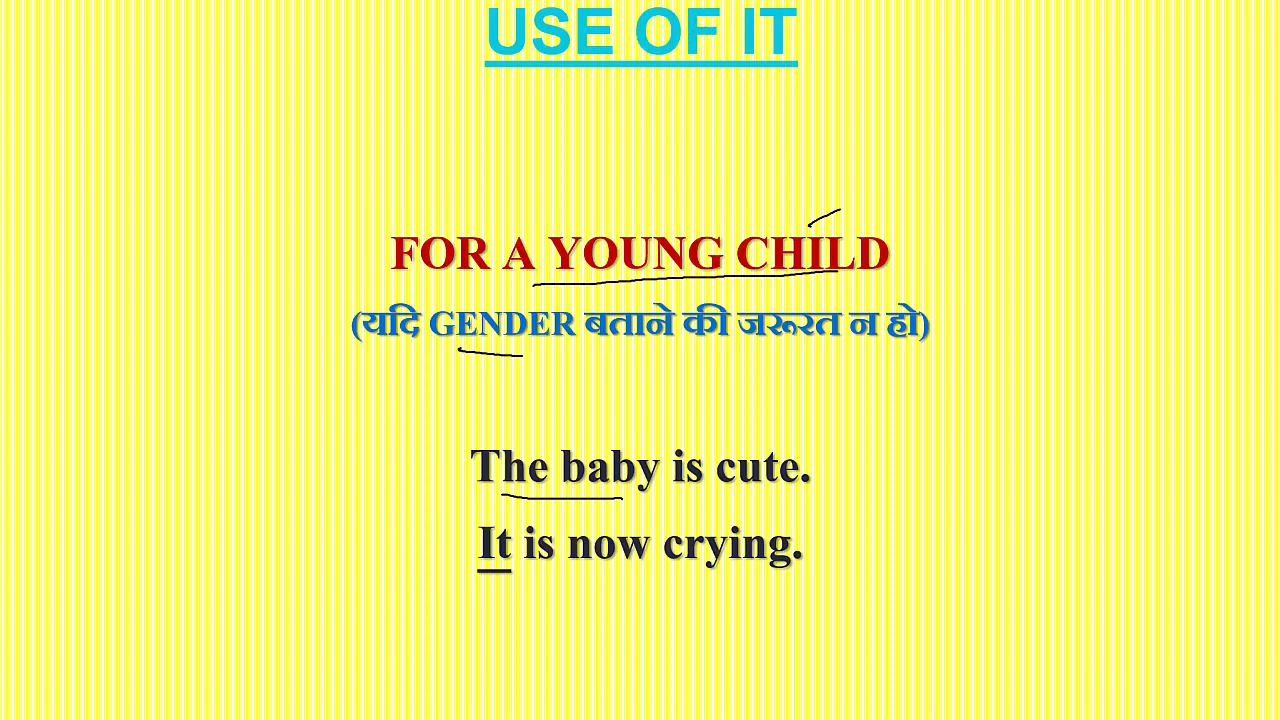 USE OF IT
FOR A YOUNG CHILD
(यदि GENDER बताने की जरूरत न हो)
The baby is cute.
It is now crying.